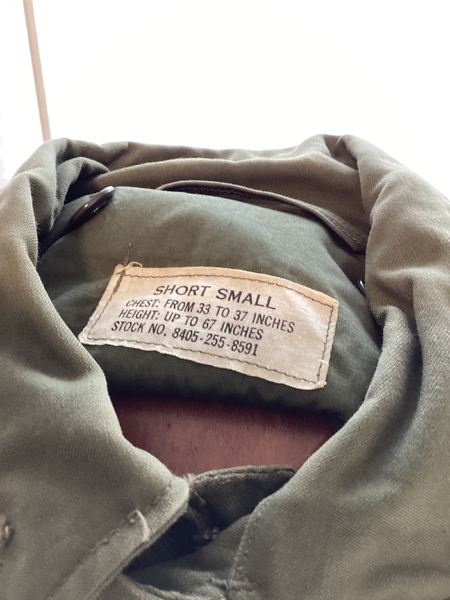 SHORT SMALL
CHEST: FROM 33 TO 37 INCHES
HEIGHT: UP TO 67 INCHES
STOCK NO. 8405-255-8591